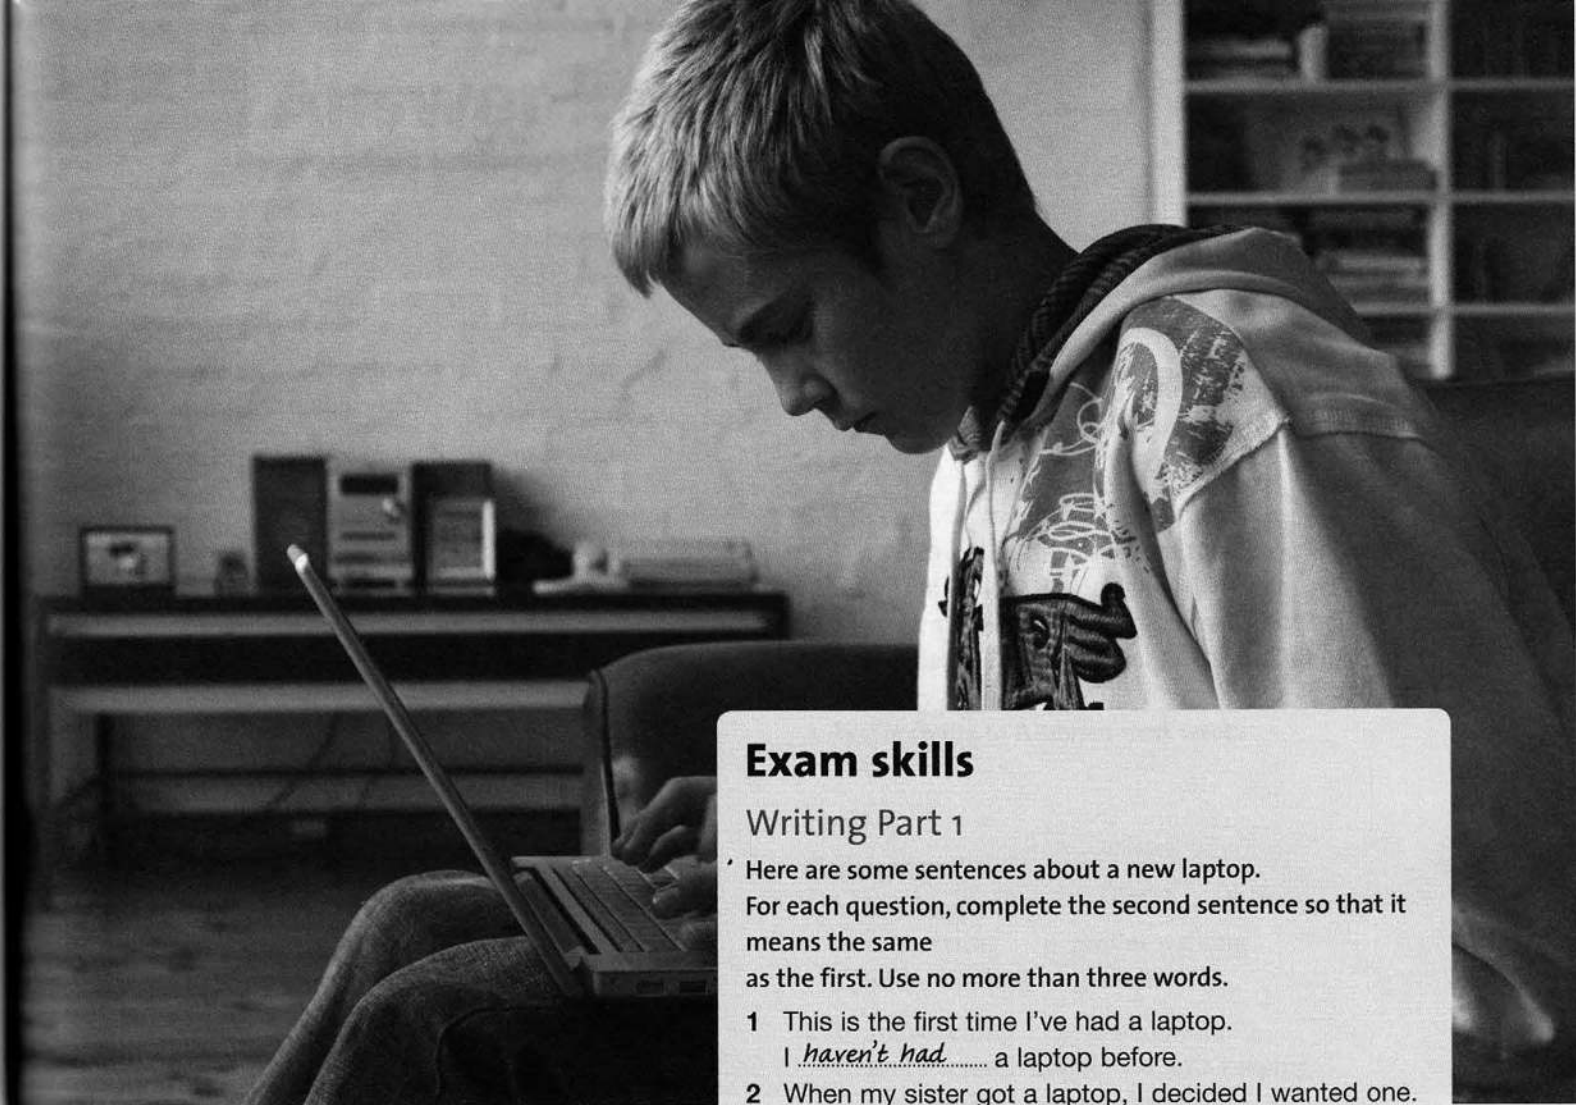 Exam skills
Writing Part 1
Here are some sentences about a new laptop.
For each question, complete the second sentence so that it
means the same
as the first. Use no more than three words.
1 This is the first time I've had a laptop.
I haven't had a laptop before.
2 When my sister got a laptop, I decided I wanted one.